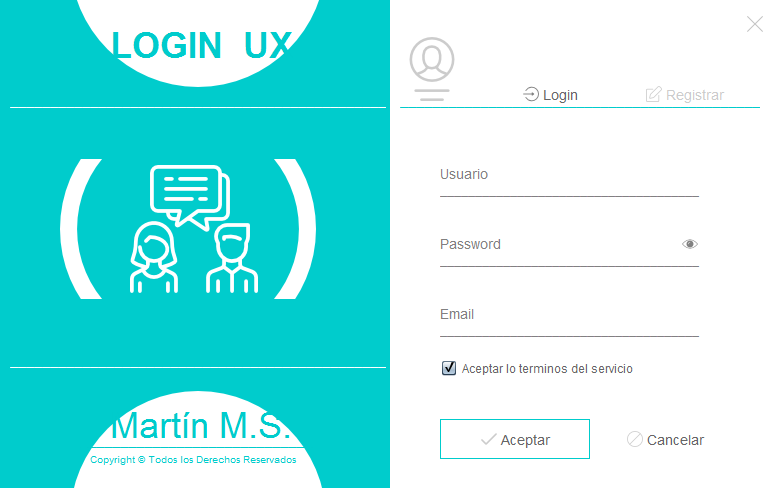 LOGIN UX
Martín M.S.
Copyright © Todos los Derechos Reservados
Login
Registrar
Usuario
Password
Email
Aceptar lo terminos del servicio
Aceptar
Cancelar